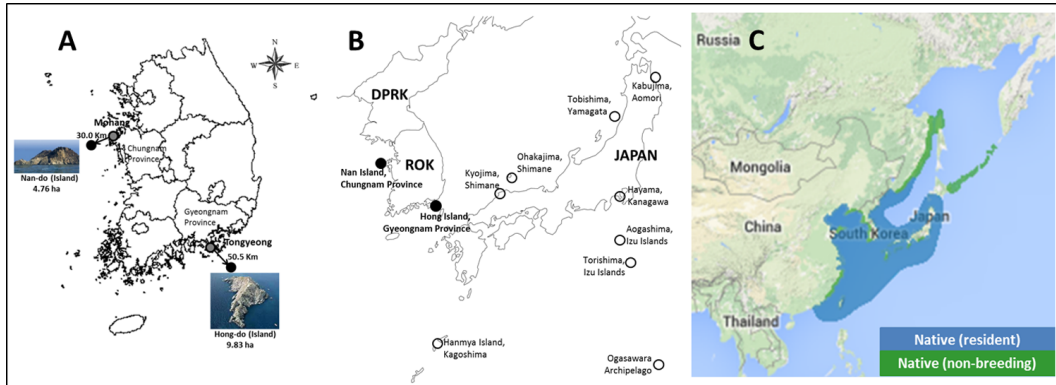 A
N
W
E
S
Mohang
30.0 Km
Chungnam
Province
Nan-do (Island)
4.76 ha
Gyeongnam
Province
Tongyeong
50.5 Km
Hong-do (Island)
9.83 ha
B
DPRK
ROK
JAPAN
Kabujima,
Aomori
Tobishima,
Yamagata
Ohakajima,
Shimane
Kyojima,
Shimane
Nan Island,
Chungnam Province
Hong Island,
Gyeongnam Province
Hayama,
Kanagawa
Aogashima,
Izu Islands
Torishima,
Izu Islands
Hanmya Island,
Kagoshima
Ogasawara
Archipelago
C
Russia
Mongolia
China
Japan
South Korea
Thailand
Native (resident)
Native (non-breeding)